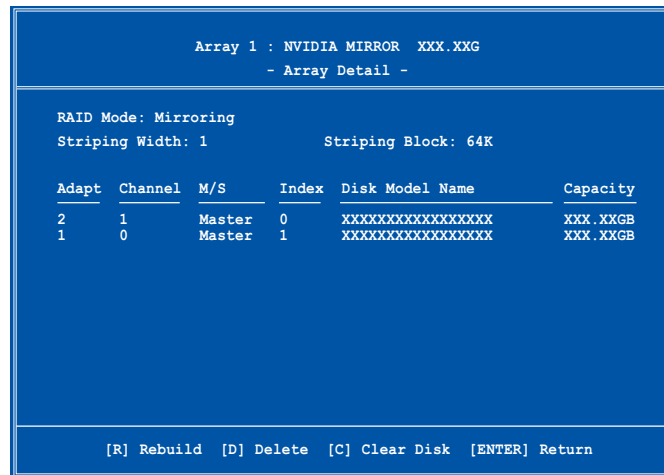 Array 1 : NVIDIA MIRROR XXX.XXG
- Array Detail -
RAID Mode: Mirroring
Striping Width: 1 Striping Block: 64K
Adapt Channel M/S Index Disk Model Name Capacity
2 1 Master 0 XXXXXXXXXXXXXXXXX XXX.XXGB
1 0 Master 1 XXXXXXXXXXXXXXXXX XXX.XXGB
[R] Rebuild [D] Delete [C] Clear Disk [ENTER] Return